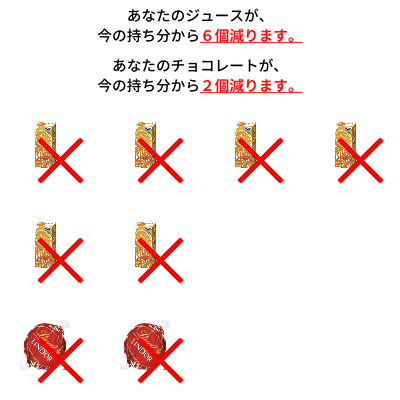 あなたのジュースが、
今の持ち分から６個減ります。
あなたのチョコレートが、
今の持ち分から２個減ります。
LINDOR
LINDOR